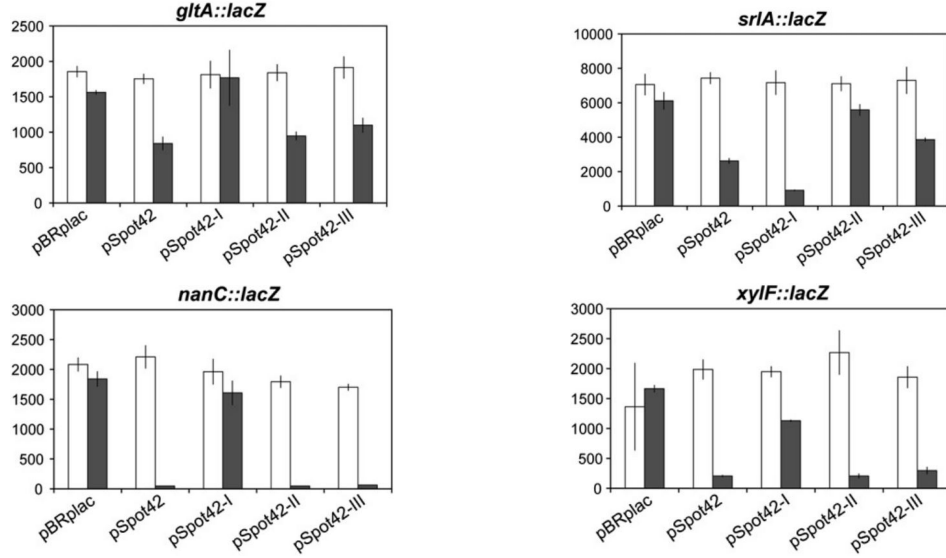 gltA::lacZ
2500
2000
1500
1000
500
0
pBRplac
pSpot42
pSpot42-I
pSpot42-II
pSpot42-III
srlA::lacZ
10000
8000
6000
4000
2000
0
pBRplac
pSpot42
pSpot42-I
pSpot42-II
pSpot42-III
nanC::lacZ
3000
2500
2000
1500
1000
500
0
pBRplac
pSpot42
pSpot42-I
pSpot42-II
pSpot42-III
xylF::lacZ
3000
2500
2000
1500
1000
500
0
pBRplac
pSpot42
pSpot42-I
pSpot42-II
pSpot42-III